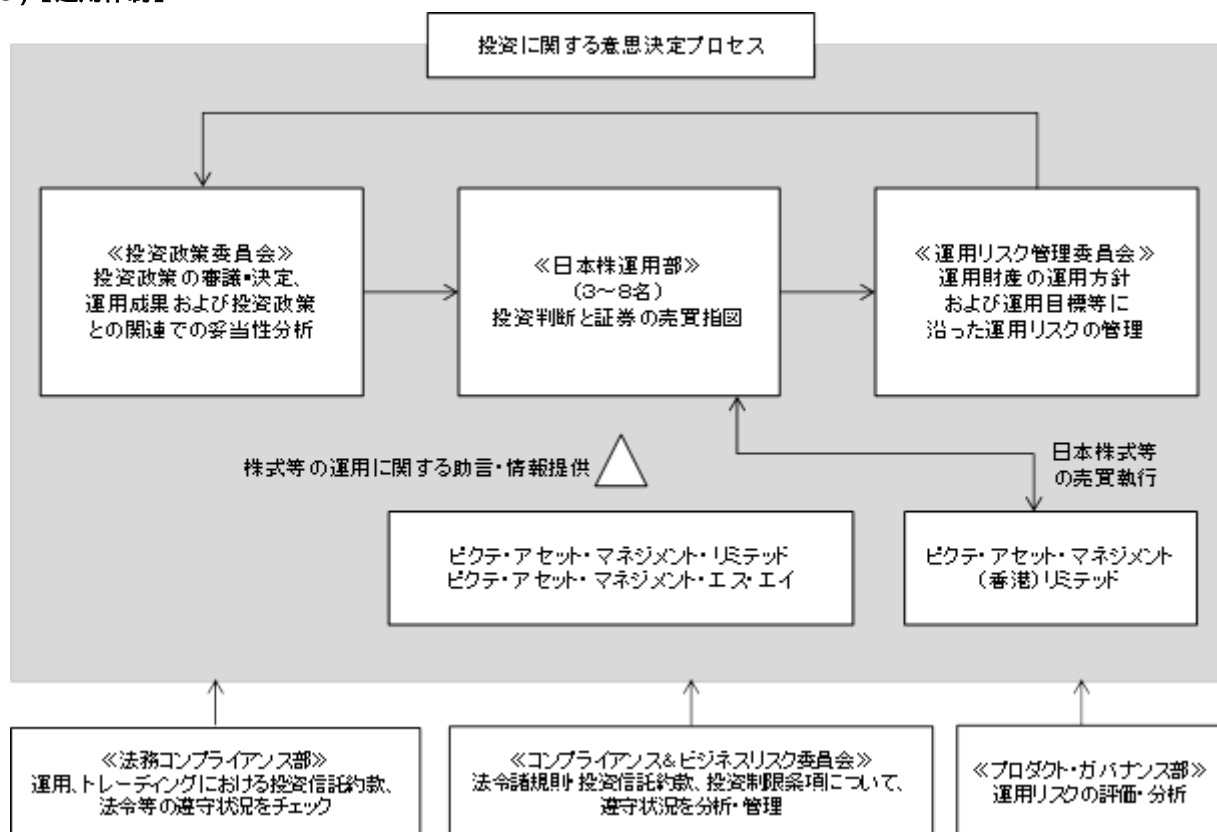 投資に関する意思決定プロセス
≪投資政策委員会≫
投資政策の審議・決定、
運用成果および投資政策
との関連での妥当性分析
≪日本株運用部≫
(3～8名)
投資判断と証券の売買指図
≪運用リスク管理委員会≫
運用財産の運用方針
および運用目標等に
沿った運用リスクの管理
株式等の運用に関する助言・情報提供
日本株式等
の売買執行
ピクテ・アセット・マネジメント・リミテッド
ピクテ・アセット・マネジメント・エス・エイ
ピクテ・アセット・マネジメント
(香港)リミテッド
≪法務コンプライアンス部≫
運用、トレーディングにおける投資信託約款、
法令等の遵守状況をチェック
≪コンプライアンス&ビジネスリスク委員会≫
法令諸規則・投資信託約款、投資制限条項について、
遵守状況を分析・管理
≪プロダクト・ガバナンス部≫
運用リスクの評価・分析